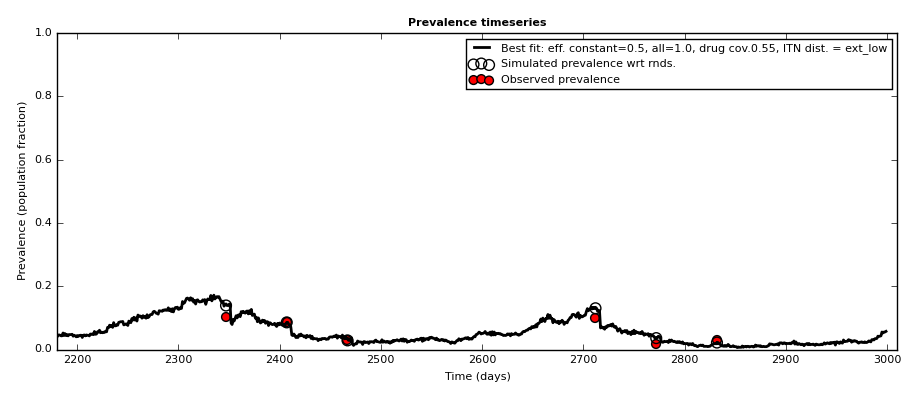 Prevalence timeseries
1.0
0.8
0.6
0.4
0.2
0.0
Prevalence (population fraction)
Best fit: eff. constant=0.5, all=1.0, drug cov.0.55, ITN dist. = ext_low
Simulated prevalence wrt rnds.
Observed prevalence
2200 2300 2400 2500 2600 2700 2800 2900 3000
Time (days)